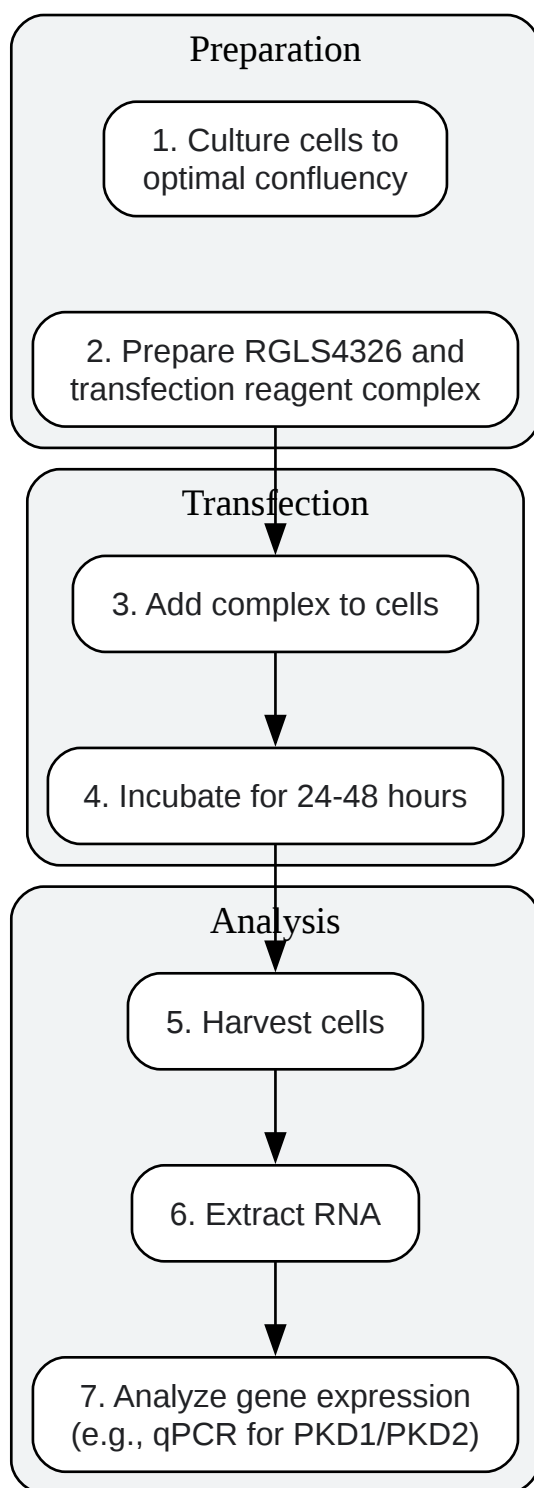 Preparation
1. Culture cells to
optimal confluency
2. Prepare RGLS4326 and
transfection reagent complex
Transfection
3. Add complex to cells
4. Incubate for 24-48 hours
Analysis
5. Harvest cells
6. Extract RNA
7. Analyze gene expression
(e.g., qPCR for PKD1/PKD2)